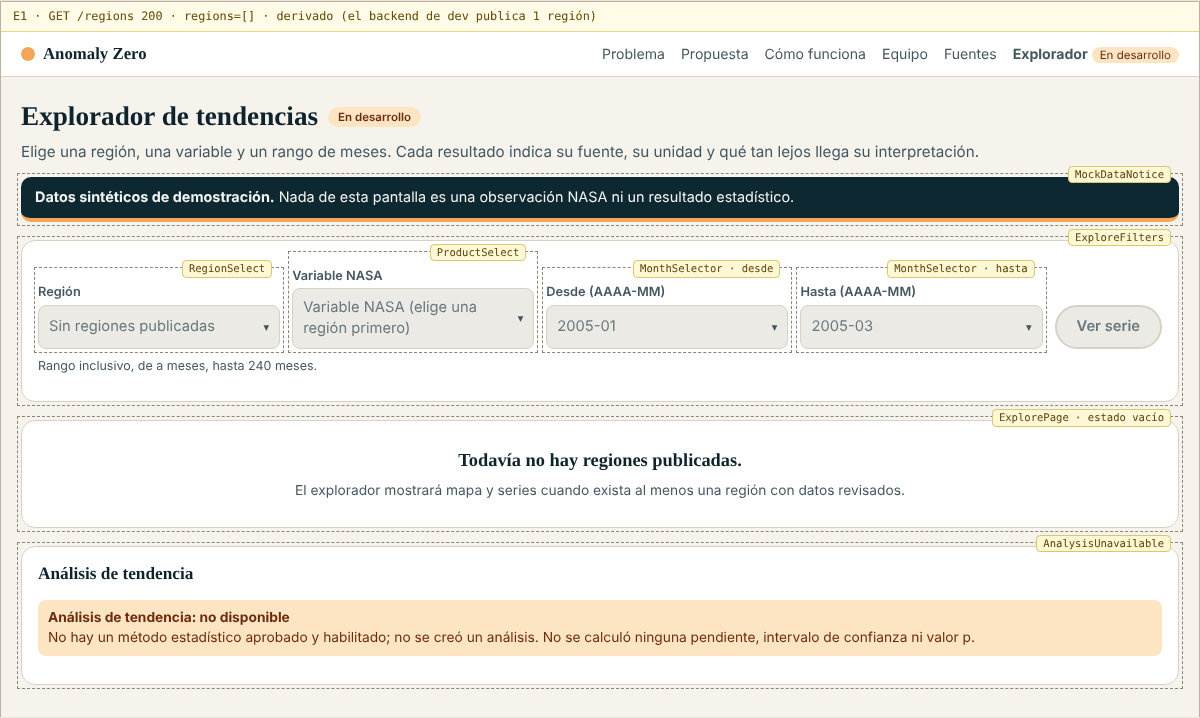 E1 · GET /regions 200 · regions=[] · derivado (el backend de dev publica 1 región)
Anomaly Zero
Problema Propuesta Cómo funciona Equipo Fuentes Explorador En desarrollo
Explorador de tendencias En desarrollo
Elige una región, una variable y un rango de meses. Cada resultado indica su fuente, su unidad y qué tan lejos llega su interpretación.
MockDataNotice
Datos sintéticos de demostración. Nada de esta pantalla es una observación NASA ni un resultado estadístico.
ExploreFilters
RegionSelect
Región
Sin regiones publicadas ▾
ProductSelect
Variable NASA
Variable NASA (elige una
región primero) ▾
MonthSelector · desde
Desde (AAAA-MM)
2005-01 ▾
MonthSelector · hasta
Hasta (AAAA-MM)
2005-03 ▾
Ver serie
Rango inclusivo, de a meses, hasta 240 meses.
ExplorePage · estado vacío
Todavía no hay regiones publicadas.
El explorador mostrará mapa y series cuando exista al menos una región con datos revisados.
AnalysisUnavailable
Análisis de tendencia
Análisis de tendencia: no disponible
No hay un método estadístico aprobado y habilitado; no se creó un análisis. No se calculó ninguna pendiente, intervalo de confianza ni valor p.